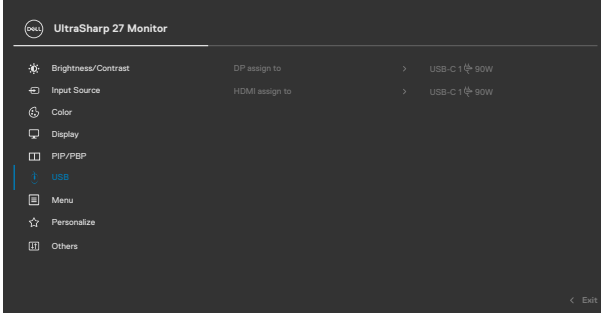 DELL UltraSharp 27 Monitor
Brightness/Contrast DP assign to > USB-C 1 90W
Input Source HDMI assign to > USB-C 1 90W
Color
Display
PIP/PBP
USB
Menu
Personalize
Others
< Exit